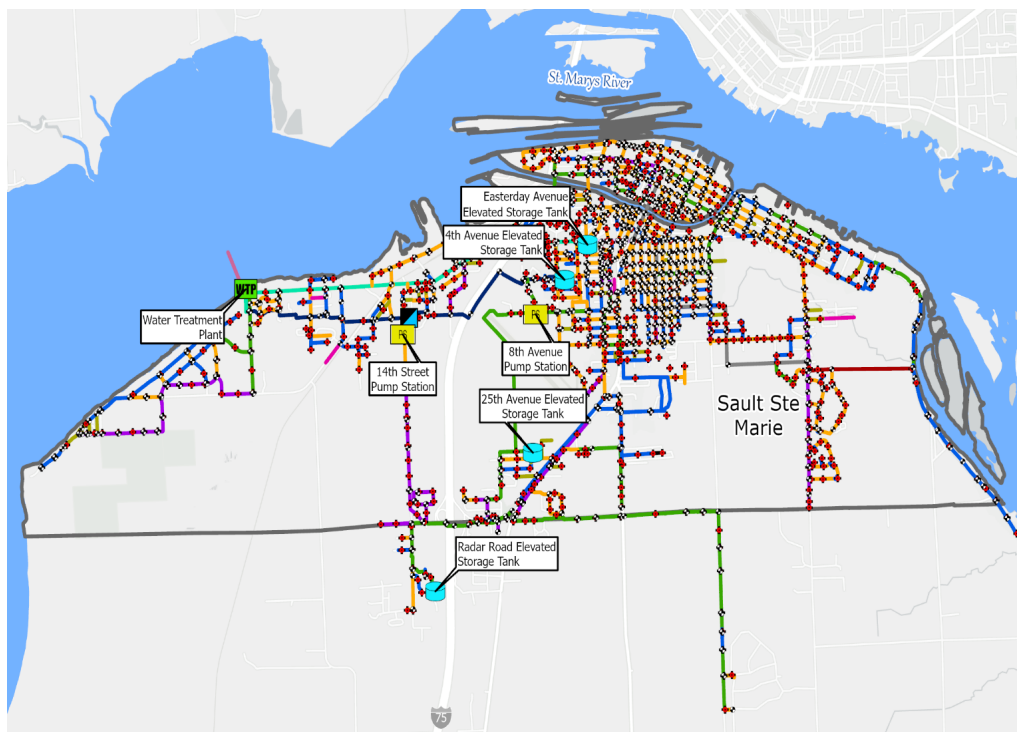 St. Marys River
Easterday Avenue
Elevated Storage Tank
4th Avenue Elevated
Storage Tank
WTP
Water Treatment
Plant
PS
14th Street
Pump Station
PS
8th Avenue
Pump Station
25th Avenue Elevated
Storage Tank
Sault Ste
Marie
Radar Road Elevated
Storage Tank
75